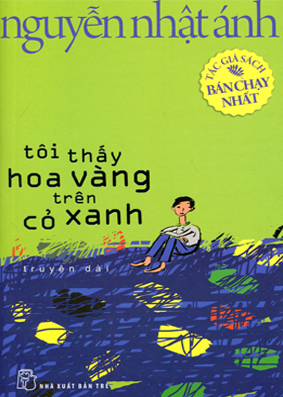 nguyễn nhật ánh
TÁC GIẢ SÁCH
BÁN CHẠY
NHẤT
tôi thấy
hoa vàng
trên
cỏ xanh
truyện dài
NHÀ XUẤT BẢN TRẺ